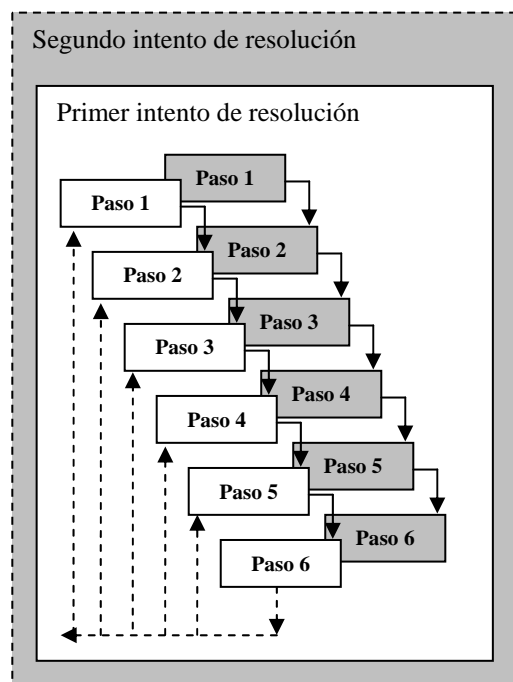 Segundo intento de resolución
Primer intento de resolución
Paso 1
Paso 1
Paso 2
Paso 2
Paso 3
Paso 3
Paso 4
Paso 4
Paso 5
Paso 5
Paso 6
Paso 6